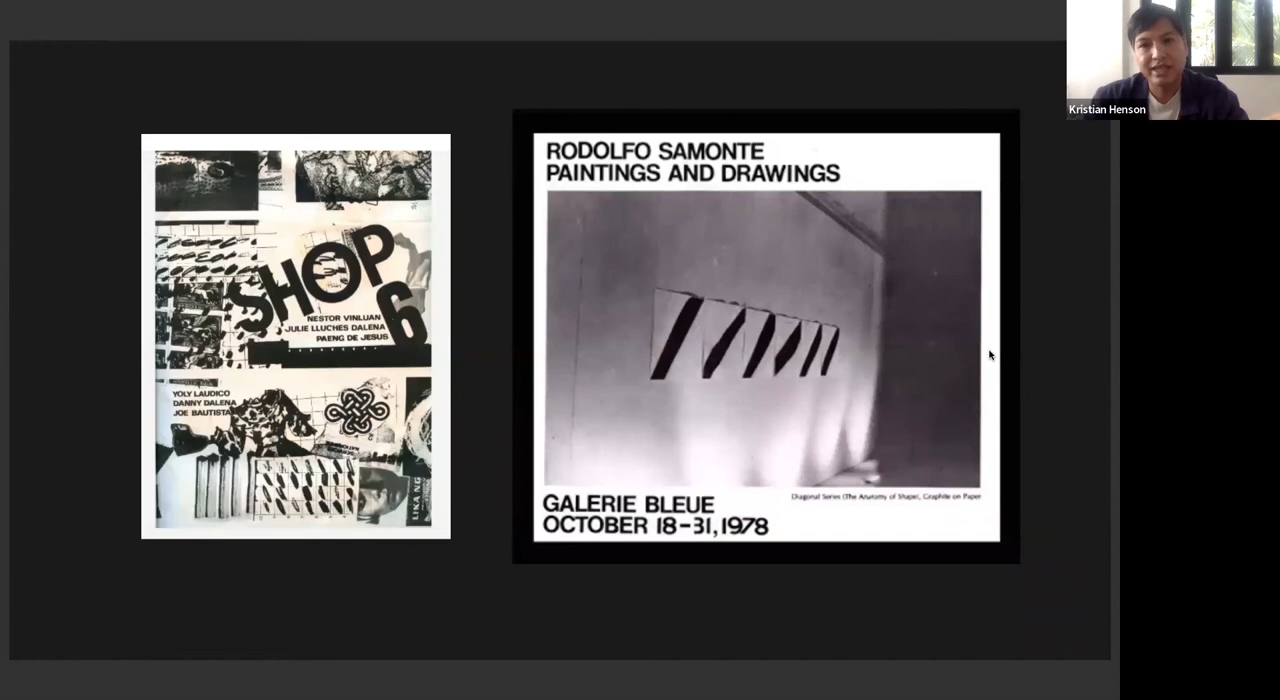 Kristian Henson
SHOP
6
NESTOR VINLUAN
JULIE LLUCHES DALENA
PAENG DE JESUS
YOLY LAUDICO
DANNY DALENA
JOE BAUTISTA
LIKANG
RODOLFO SAMONTE
PAINTINGS AND DRAWINGS
Diagonal Series (The Anatomy of Shape), Graphite on Paper
GALERIE BLEUE
OCTOBER 18-31, 1978